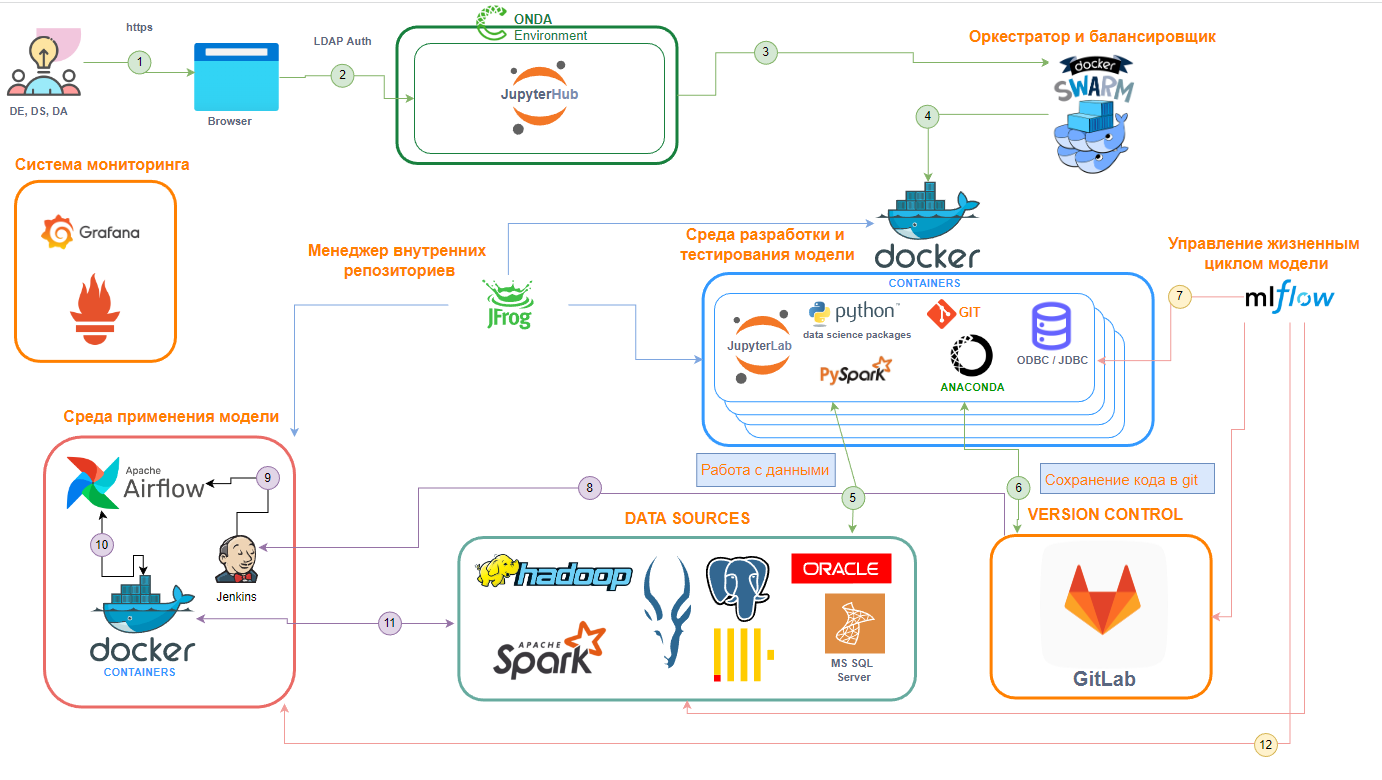 https
1
DE, DS, DA
Browser
LDAP Auth
2
ONDA
Environment
JupyterHub
3
Оркестратор и балансировщик
docker
SWARM
4
Система мониторинга
Grafana
Менеджер внутренних
репозиториев
JFrog
docker
Среда разработки и
тестирования модели
CONTAINERS
JupyterLab
python™
data science packages
PySpark
GIT
ANACONDA
ODBC / JDBC
Управление жизненным
циклом модели
mlflow
7
Среда применения модели
Apache
Airflow
9
10
Jenkins
docker
CONTAINERS
8
11
Работа с данными
5
6
Сохранение кода в git
DATA SOURCES
hadoop
APACHE
Spark
ORACLE
MS SQL
Server
VERSION CONTROL
GitLab
12